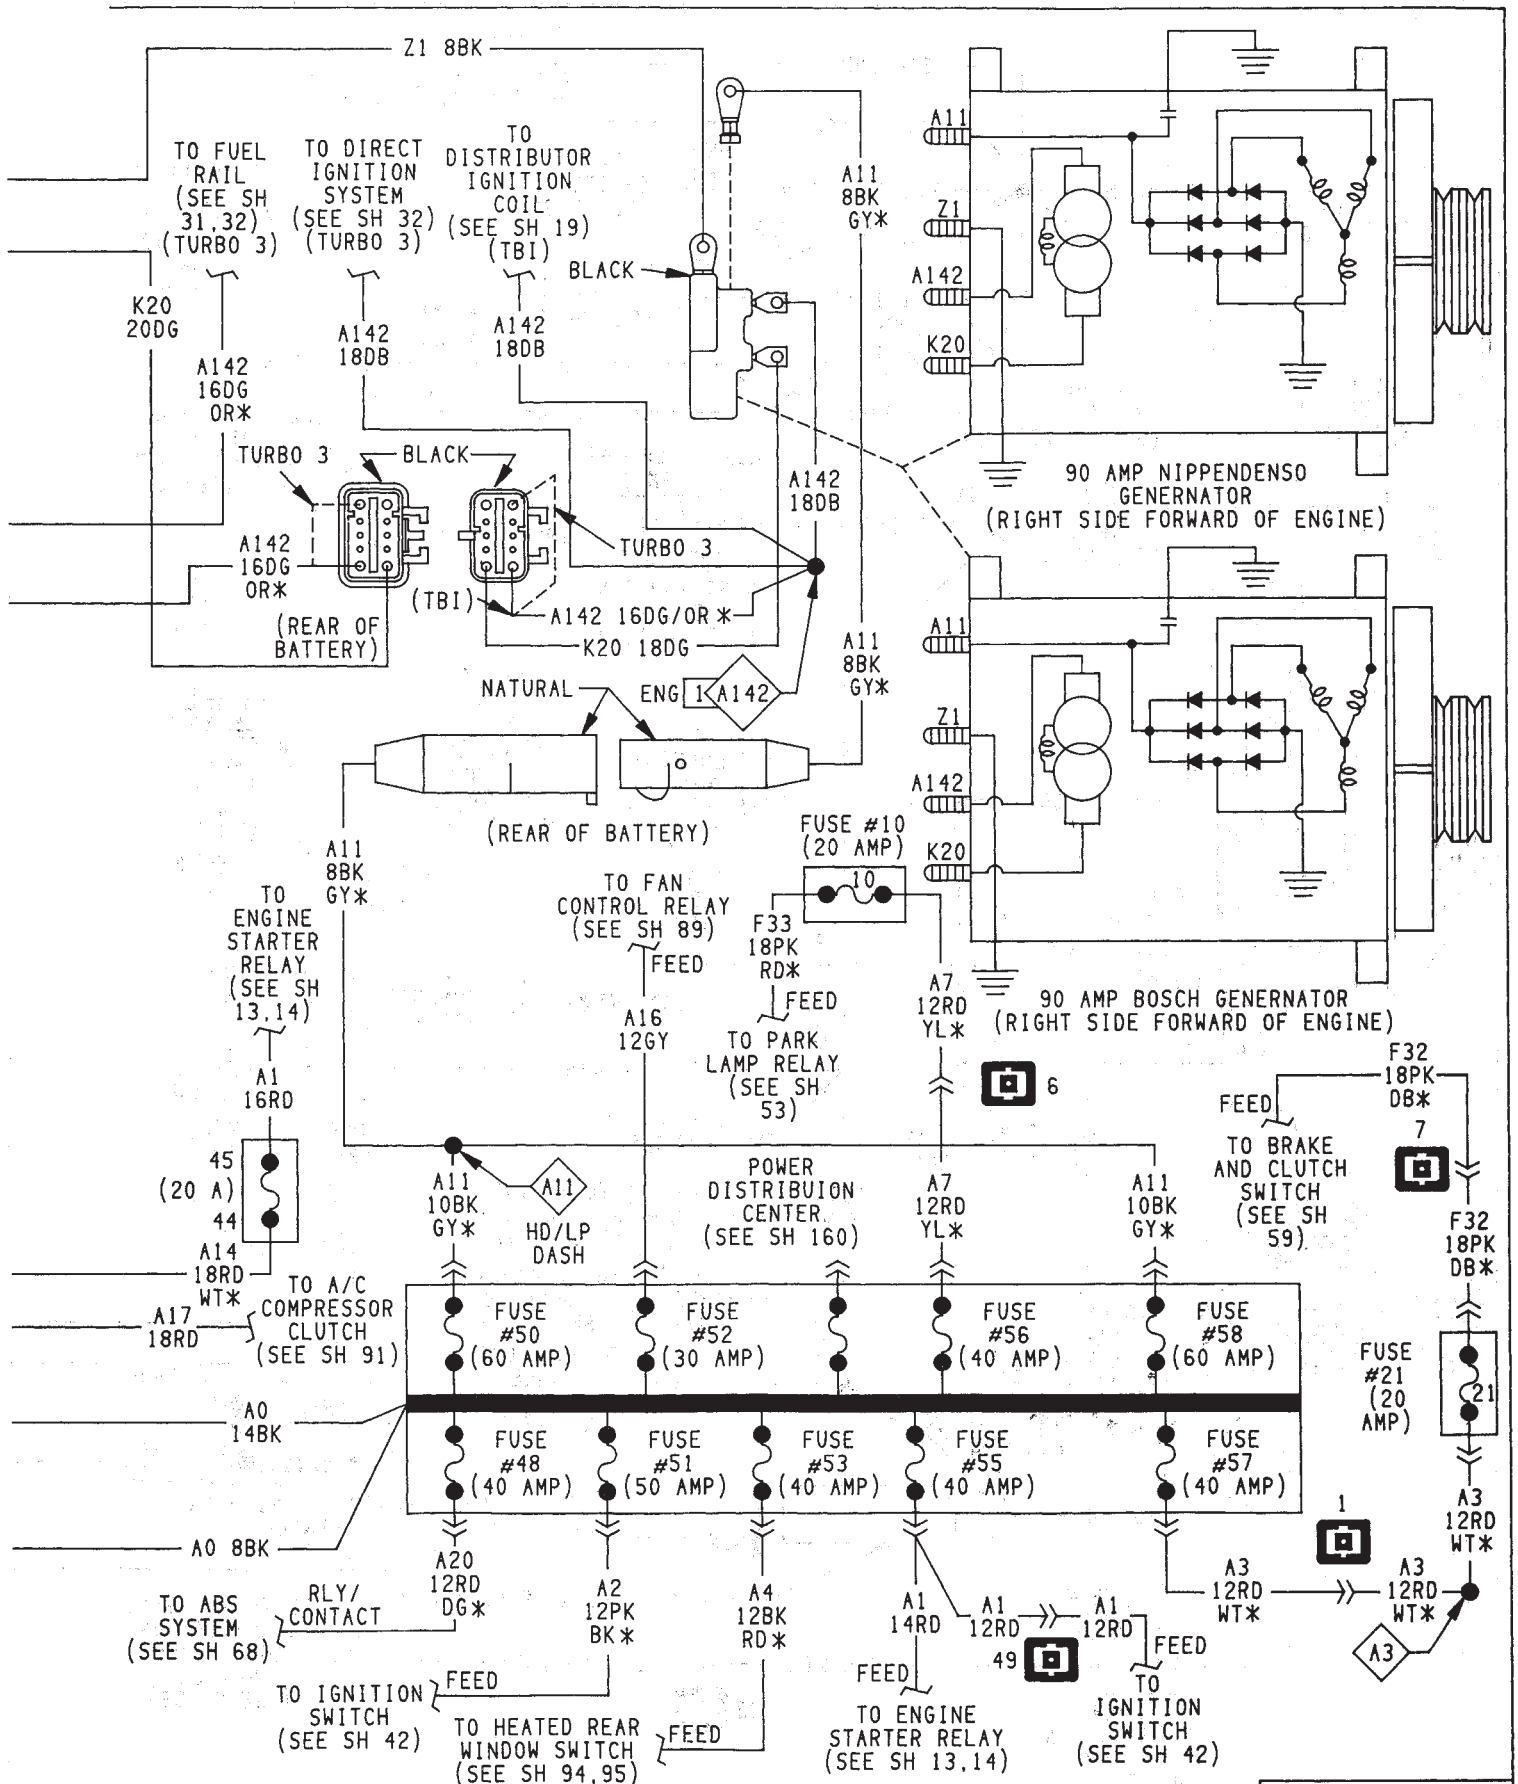 Z1 8BK
TO FUEL
RAIL
(SEE SH
31,32)
(TURBO 3)
TO DIRECT
IGNITION
SYSTEM
(SEE SH 32)
(TURBO 3)
TO
DISTRIBUTOR
IGNITION
COIL
(SEE SH 19)
(TBI)
BLACK
A11
8BK
GY*
K20
20DG
A142
16DG
OR*
A142
18DB
A142
18DB
A11
Z1
A142
K20
90 AMP NIPPENDENSO
GENERNATOR
(RIGHT SIDE FORWARD OF ENGINE)
TURBO 3
BLACK
A142
18DB
TURBO 3
A142
16DG
OR*
(TBI)
A142 16DG/OR *
K20 18DG
(REAR OF
BATTERY)
A11
8BK
GY*
NATURAL
ENG 1 A142
(REAR OF BATTERY)
A11
Z1
A142
K20
90 AMP BOSCH GENERNATOR
(RIGHT SIDE FORWARD OF ENGINE)
A11
8BK
GY*
FUSE #10
(20 AMP)
10
TO
ENGINE
STARTER
RELAY
(SEE SH
13,14)
TO FAN
CONTROL RELAY
(SEE SH 89)
FEED
F33
18PK
RD*
FEED
TO PARK
LAMP RELAY
(SEE SH
53)
A7
12RD
YL*
6
A16
12GY
A1
16RD
F32
18PK
DB*
FEED
TO BRAKE
AND CLUTCH
SWITCH
(SEE SH
59)
7
45
(20 A)
44
A11
10BK
GY*
A11
HD/LP
DASH
POWER
DISTRIBUION
CENTER
(SEE SH 160)
A7
12RD
YL*
A11
10BK
GY*
F32
18PK
DB*
A14
18RD
WT*
A17
18RD
TO A/C
COMPRESSOR
CLUTCH
(SEE SH 91)
FUSE
#50
(60 AMP)
FUSE
#52
(30 AMP)
FUSE
#56
(40 AMP)
FUSE
#58
(60 AMP)
FUSE
#21
(20
AMP)
21
A0
14BK
FUSE
#48
(40 AMP)
FUSE
#51
(50 AMP)
FUSE
#53
(40 AMP)
FUSE
#55
(40 AMP)
FUSE
#57
(40 AMP)
A0 8BK
A20
12RD
DG*
TO ABS
SYSTEM
(SEE SH 68)
RLY/
CONTACT
A2
12PK
BK*
A4
12BK
RD*
A1
14RD
A1
12RD
A1
12RD
49
A3
12RD
WT*
1
A3
12RD
WT*
A3
12RD
WT*
A3
FEED
TO IGNITION
SWITCH
(SEE SH 42)
FEED
TO HEATED REAR
WINDOW SWITCH
(SEE SH 94,95)
FEED
TO ENGINE
STARTER RELAY
(SEE SH 13,14)
FEED
TO
IGNITION
SWITCH
(SEE SH 42)